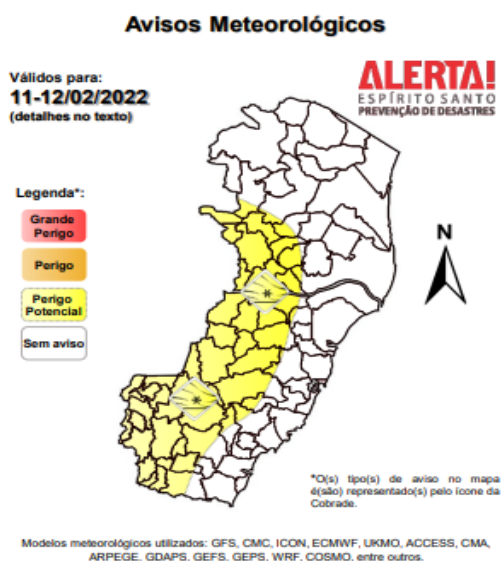 Avisos Meteorológicos
Válidos para:
11-12/02/2022
(detalhes no texto)
ALERTA!
ESPÍRITO SANTO
PREVENÇÃO DE DESASTRES
Legenda*:
Grande
Perigo
Perigo
Perigo
Potencial
Sem aviso
N
*O(s) tipo(s) de aviso no mapa
é(são) representado(s) pelo ícone da
Cobrade.
Modelos meteorológicos utilizados: GFS, CMC, ICON, ECMWF, UKMO, ACCESS, CMA,
ARPEGE, GDAPS, GEFS, GEPS, WRF, COSMO, entre outros.